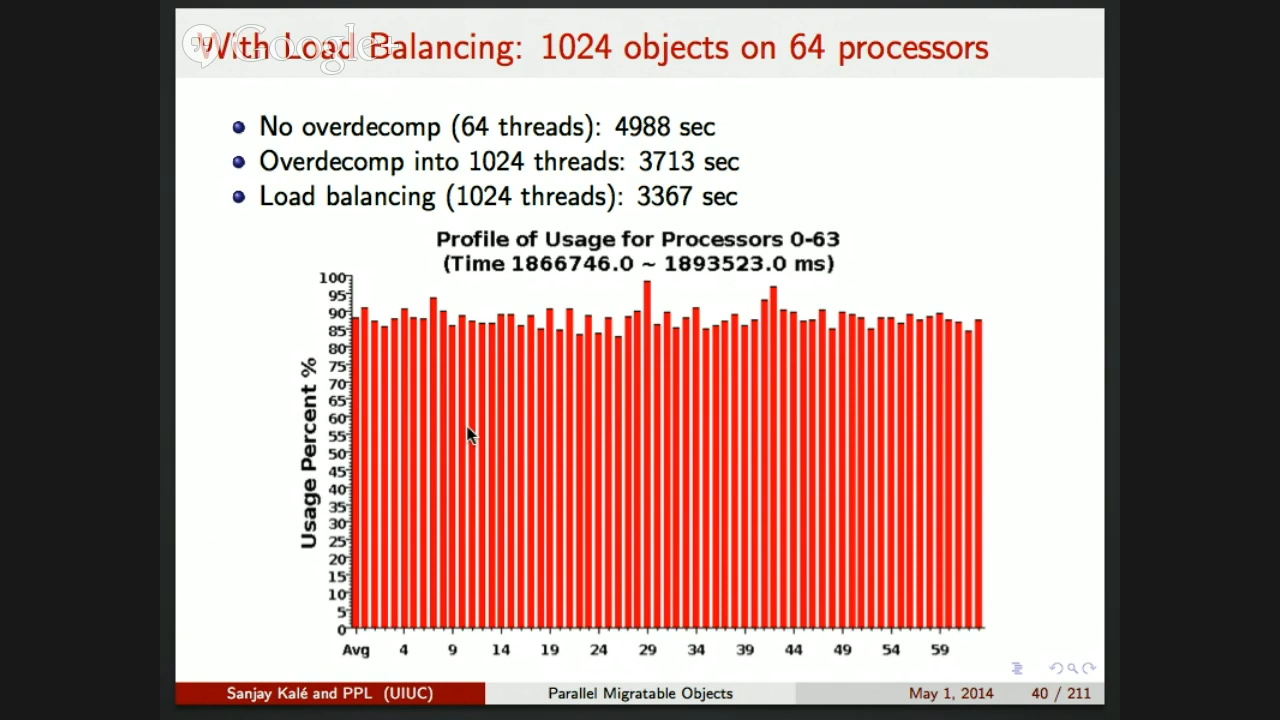 With Load Balancing: 1024 objects on 64 processors
Google+
No overdecomp (64 threads): 4988 sec
Overdecomp into 1024 threads: 3713 sec
Load balancing (1024 threads): 3367 sec
Profile of Usage for Processors 0-63
(Time 1866746.0 ~ 1893523.0 ms)
Usage Percent %
100
95
90
85
80
75
70
65
60
55
50
45
40
35
30
25
20
15
10
5
0
Avg 4 9 14 19 24 29 34 39 44 49 54 59
Sanjay Kalé and PPL (UIUC) Parallel Migratable Objects May 1, 2014 40 / 211